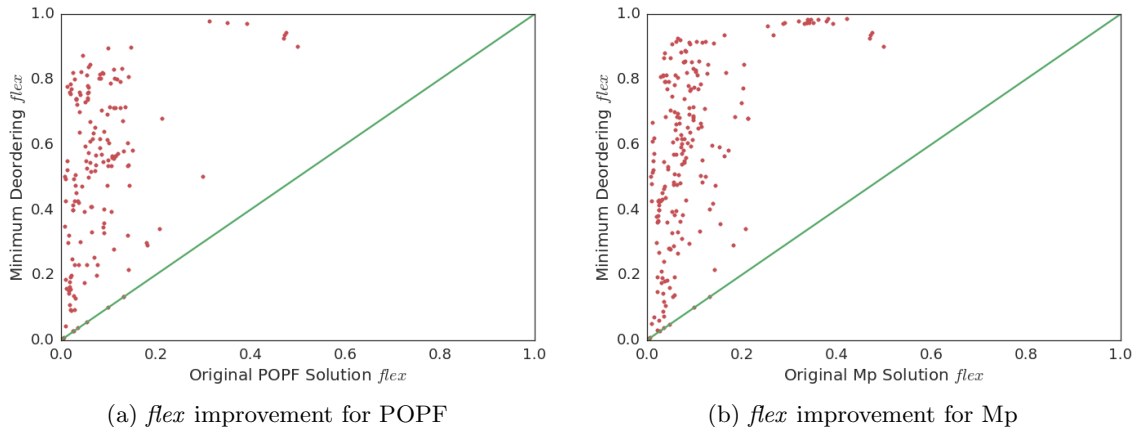 1.0
0.8
0.6
0.4
0.2
0.0
Minimum Deordering flex
0.0 0.2 0.4 0.6 0.8 1.0
Original POPF Solution flex
(a) flex improvement for POPF
1.0
0.8
0.6
0.4
0.2
0.0
Minimum Deordering flex
0.0 0.2 0.4 0.6 0.8 1.0
Original Mp Solution flex
(b) flex improvement for Mp